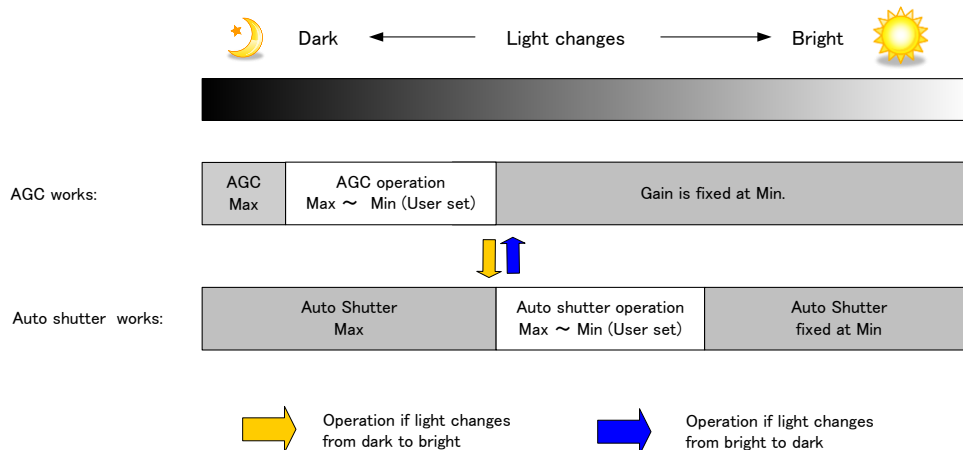 Dark
Light changes
Bright
AGC works:
AGC
Max
AGC operation
Max ～ Min (User set)
Gain is fixed at Min.
Auto shutter works:
Auto Shutter
Max
Auto shutter operation
Max ～ Min (User set)
Auto Shutter
fixed at Min
Operation if light changes
from dark to bright
Operation if light changes
from bright to dark